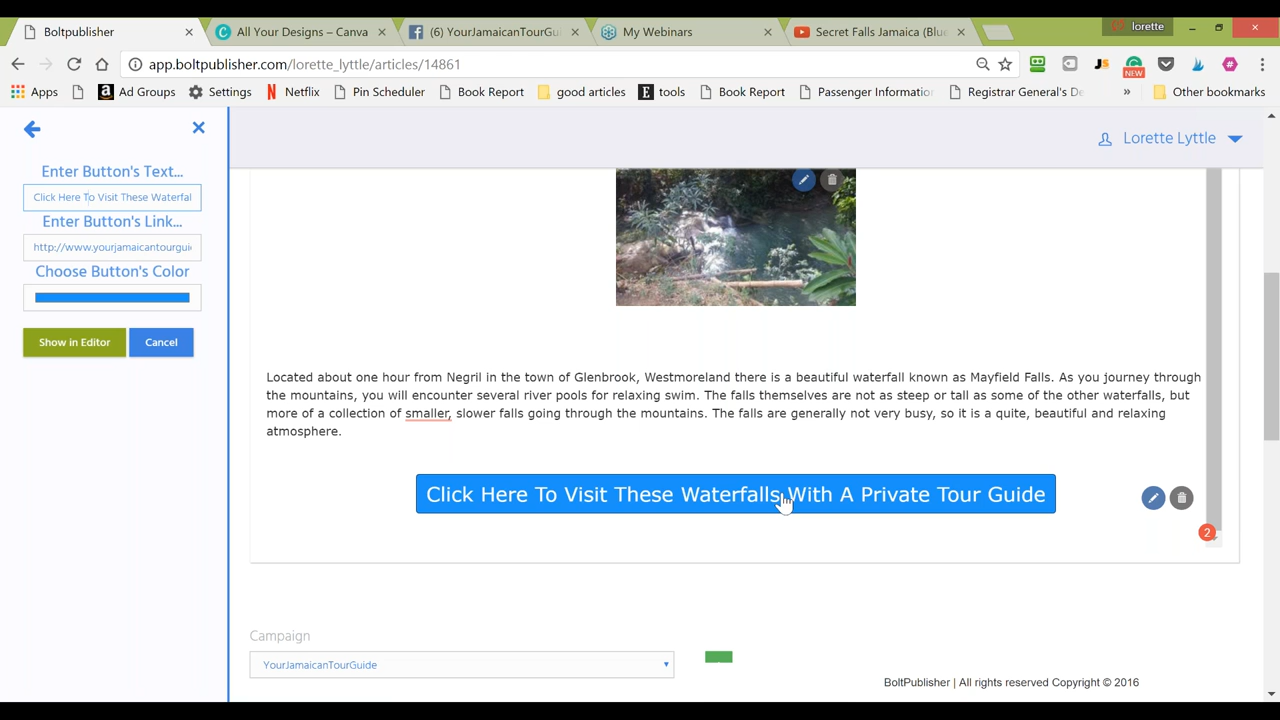 lorette
Boltpublisher
All Your Designs – Canva
(6) YourJamaicanTourGui
My Webinars
Secret Falls Jamaica (Blue
app.boltpublisher.com/lorette_lyttle/articles/14861
JS
NEW
#
Apps
a
Ad Groups
Settings
Netflix
Pin Scheduler
Book Report
good articles
E
tools
Book Report
Passenger Information
Registrar General's De
»
Other bookmarks
Lorette Lyttle
Enter Button's Text...
Click Here To Visit These Waterfal
Enter Button's Link...
http://www.yourjamaicantourgui
Choose Button's Color
Show in Editor
Cancel
Located about one hour from Negril in the town of Glenbrook, Westmoreland there is a beautiful waterfall known as Mayfield Falls. As you journey through
the mountains, you will encounter several river pools for relaxing swim. The falls themselves are not as steep or tall as some of the other waterfalls, but
more of a collection of smaller, slower falls going through the mountains. The falls are generally not very busy, so it is a quite, beautiful and relaxing
atmosphere.
Click Here To Visit These Waterfalls With A Private Tour Guide
2
Campaign
YourJamaicanTourGuide
BoltPublisher | All rights reserved Copyright © 2016